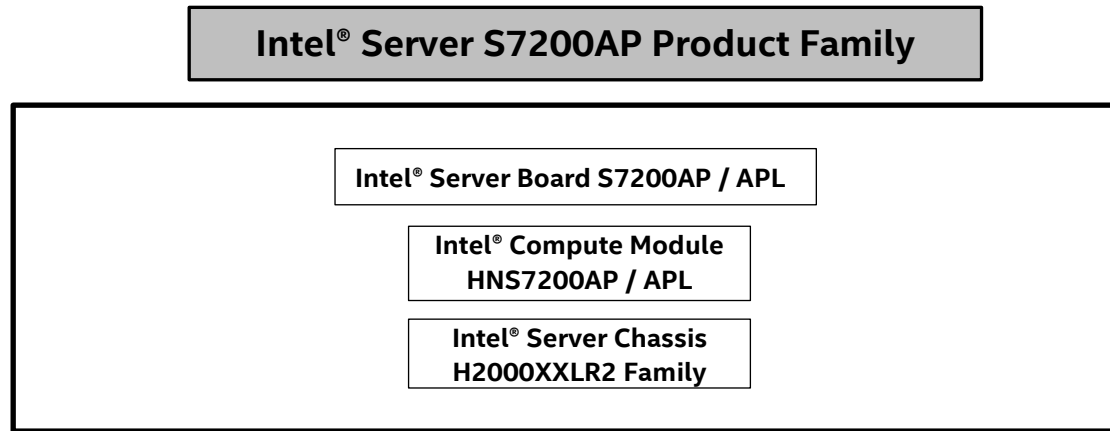 Intel® Server S7200AP Product Family
Intel® Server Board S7200AP / APL
Intel® Compute Module
HNS7200AP / APL
Intel® Server Chassis
H2000XXLR2 Family